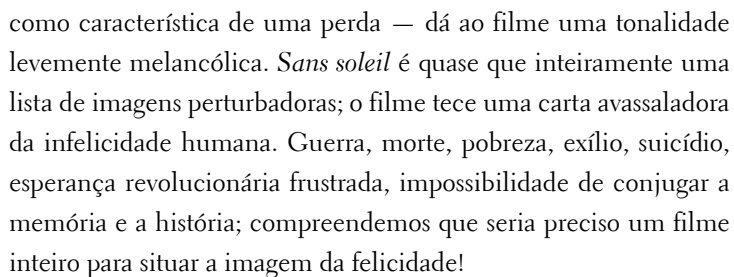 como característica de uma perda — dá ao filme uma tonalidade
levemente melancólica. Sans soleil é quase que inteiramente uma
lista de imagens perturbadoras; o filme tece uma carta avassaladora
da infelicidade humana. Guerra, morte, pobreza, exílio, suicídio,
esperança revolucionária frustrada, impossibilidade de conjugar a
memória e a história; compreendemos que seria preciso um filme
inteiro para situar a imagem da felicidade!